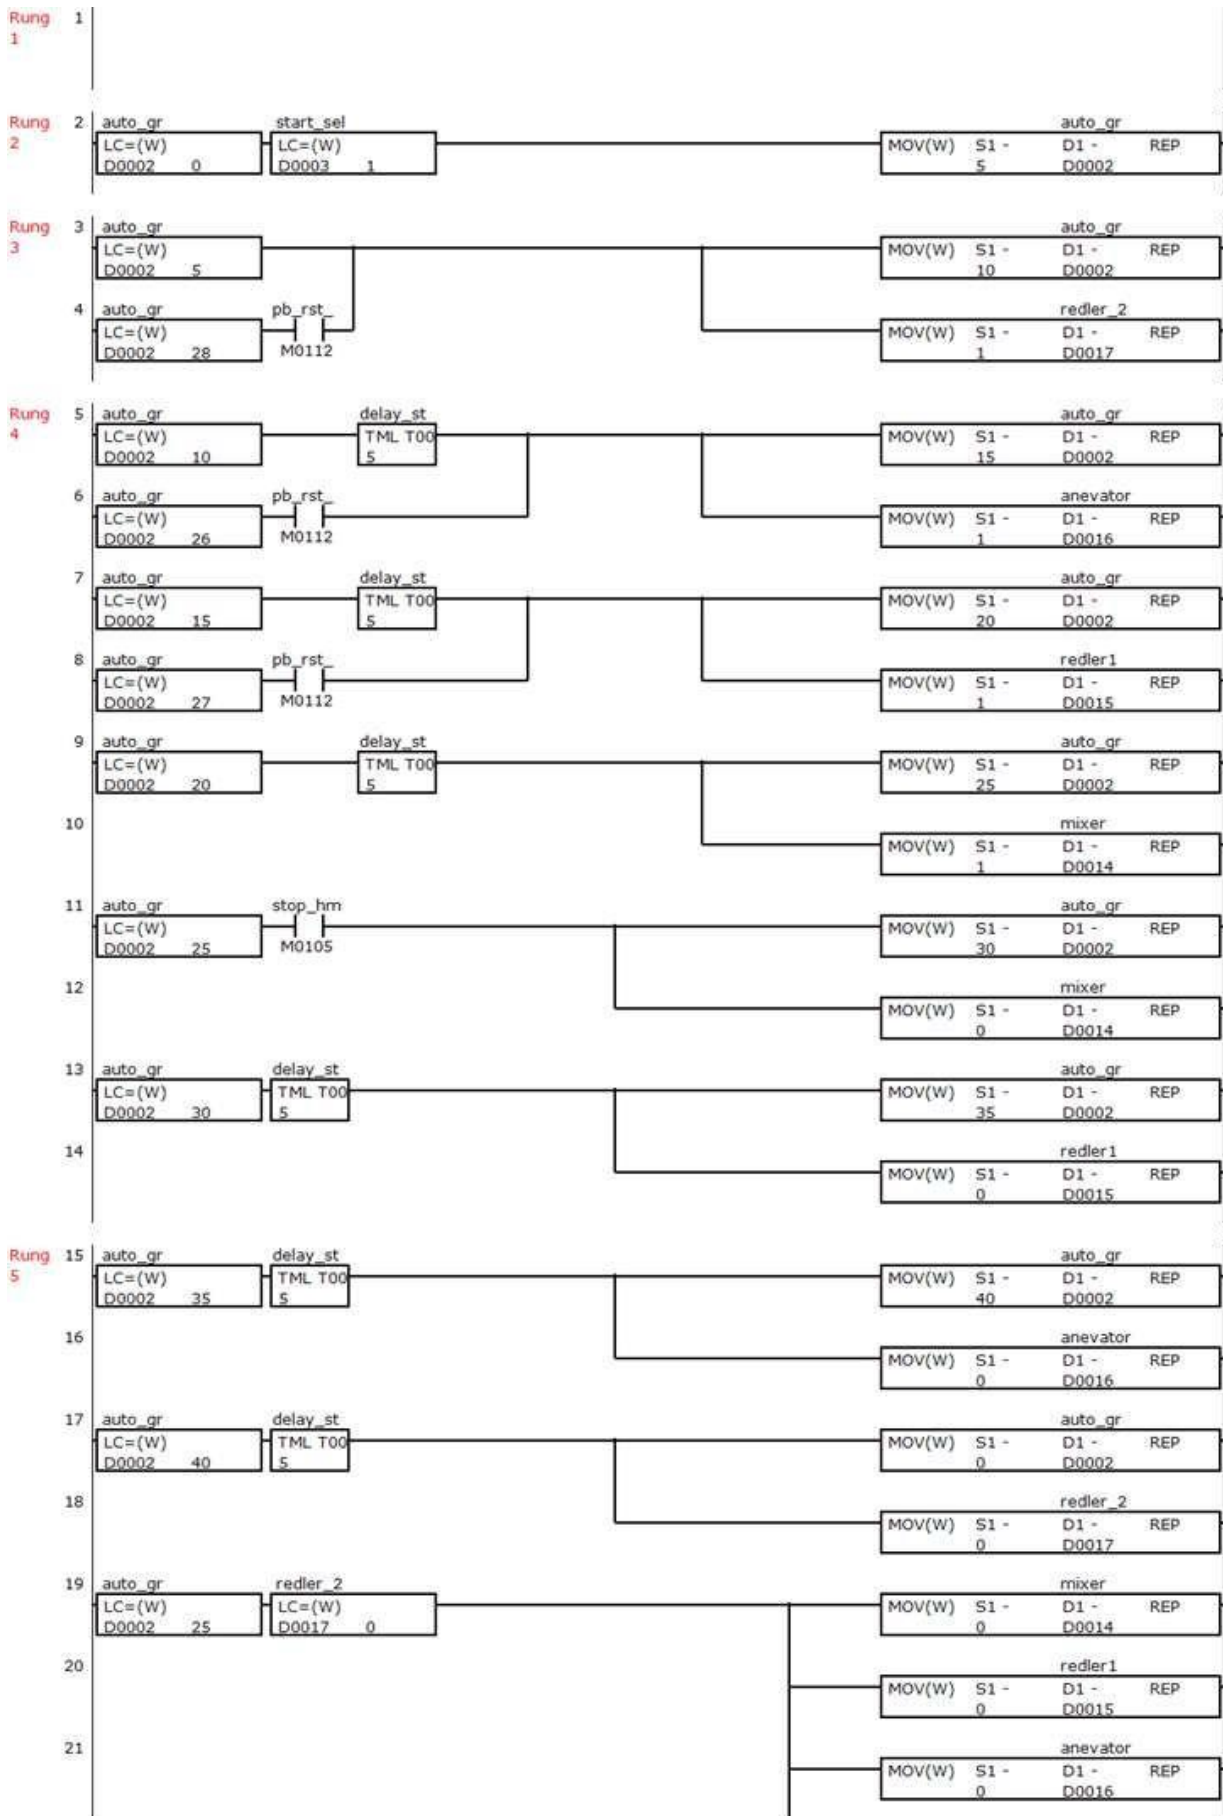 Rung 1
1
Rung 2
2 auto_gr start_sel auto_gr
LC=(W) LC=(W) MOV(W) S1 - D1 - REP
D0002 0 D0003 1 5 D0002
Rung 3
3 auto_gr auto_gr
LC=(W) MOV(W) S1 - D1 - REP
D0002 5 10 D0002
4 auto_gr pb_rst_ redler_2
LC=(W) MOV(W) S1 - D1 - REP
D0002 28 M0112 1 D0017
Rung 4
5 auto_gr delay_st auto_gr
LC=(W) TML T00 MOV(W) S1 - D1 - REP
D0002 10 5 15 D0002
6 auto_gr pb_rst_ anevator
LC=(W) MOV(W) S1 - D1 - REP
D0002 26 M0112 1 D0016
7 auto_gr delay_st auto_gr
LC=(W) TML T00 MOV(W) S1 - D1 - REP
D0002 15 5 20 D0002
8 auto_gr pb_rst_ redler1
LC=(W) MOV(W) S1 - D1 - REP
D0002 27 M0112 1 D0015
9 auto_gr delay_st auto_gr
LC=(W) TML T00 MOV(W) S1 - D1 - REP
D0002 20 5 25 D0002
10 mixer
MOV(W) S1 - D1 - REP
1 D0014
11 auto_gr stop_hm auto_gr
LC=(W) MOV(W) S1 - D1 - REP
D0002 25 M0105 30 D0002
12 mixer
MOV(W) S1 - D1 - REP
0 D0014
13 auto_gr delay_st auto_gr
LC=(W) TML T00 MOV(W) S1 - D1 - REP
D0002 30 5 35 D0002
14 redler1
MOV(W) S1 - D1 - REP
0 D0015
Rung 5
15 auto_gr delay_st auto_gr
LC=(W) TML T00 MOV(W) S1 - D1 - REP
D0002 35 5 40 D0002
16 anevator
MOV(W) S1 - D1 - REP
0 D0016
17 auto_gr delay_st auto_gr
LC=(W) TML T00 MOV(W) S1 - D1 - REP
D0002 40 5 0 D0002
18 redler_2
MOV(W) S1 - D1 - REP
0 D0017
19 auto_gr redler_2 mixer
LC=(W) LC=(W) MOV(W) S1 - D1 - REP
D0002 25 D0017 0 0 D0014
20 redler1
MOV(W) S1 - D1 - REP
0 D0015
21 anevator
MOV(W) S1 - D1 - REP
0 D0016